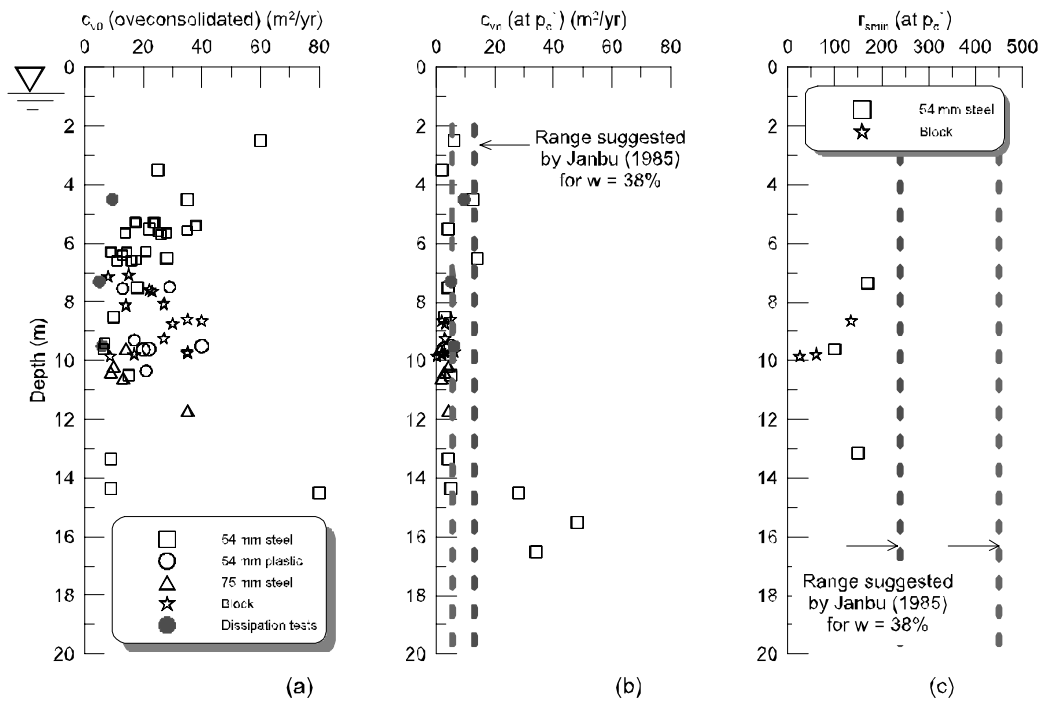 c_v0 (oveconsolidated) (m²/yr)
0 20 40 60 80
0
2
4
6
8
10
12
14
16
18
20
Depth (m)
54 mm steel
54 mm plastic
75 mm steel
Block
Dissipation tests
(a)
(at p_c`) (m²/yr)
0 20 40 60 80
0
2
4
6
8
10
12
14
16
18
20
Range suggested
by Janbu (1985)
for w = 38%
(b)
r_smin (at p_c`)
0 100 200 300 400 500
0
2
4
6
8
10
12
14
16
18
20
54 mm steel
Block
Range suggested
by Janbu (1985)
for w = 38%
(c)